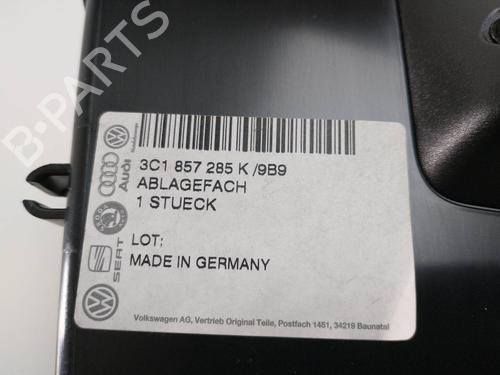 B-PARTS
3C1 857 285 K /9B9
ABLAGEFACH
1 STUECK
LOT:
MADE IN GERMANY
Audi
SEAT
Volkswagen AG, Vertrieb Original Teile, Postfach 1451, 34219 Baunatal